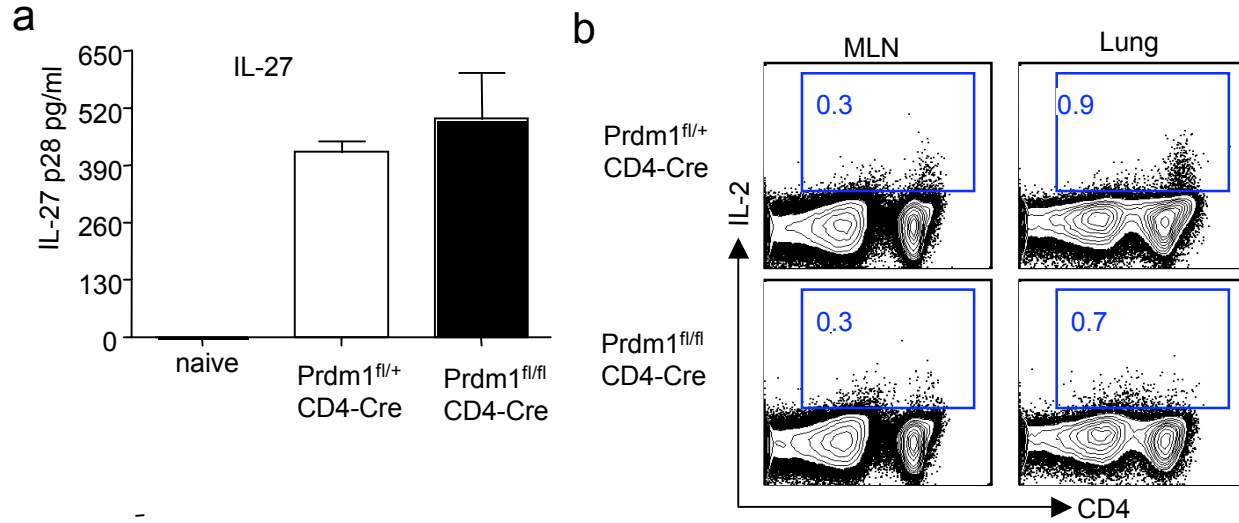 a
IL-27
IL-27 p28 pg/ml
650
520
390
260
130
0
naive
Prdm1fl/+
CD4-Cre
Prdm1fl/fl
CD4-Cre
b
MLN
Lung
Prdm1fl/+
CD4-Cre
0.3
0.9
Prdm1fl/fl
CD4-Cre
0.3
0.7
IL-2
CD4